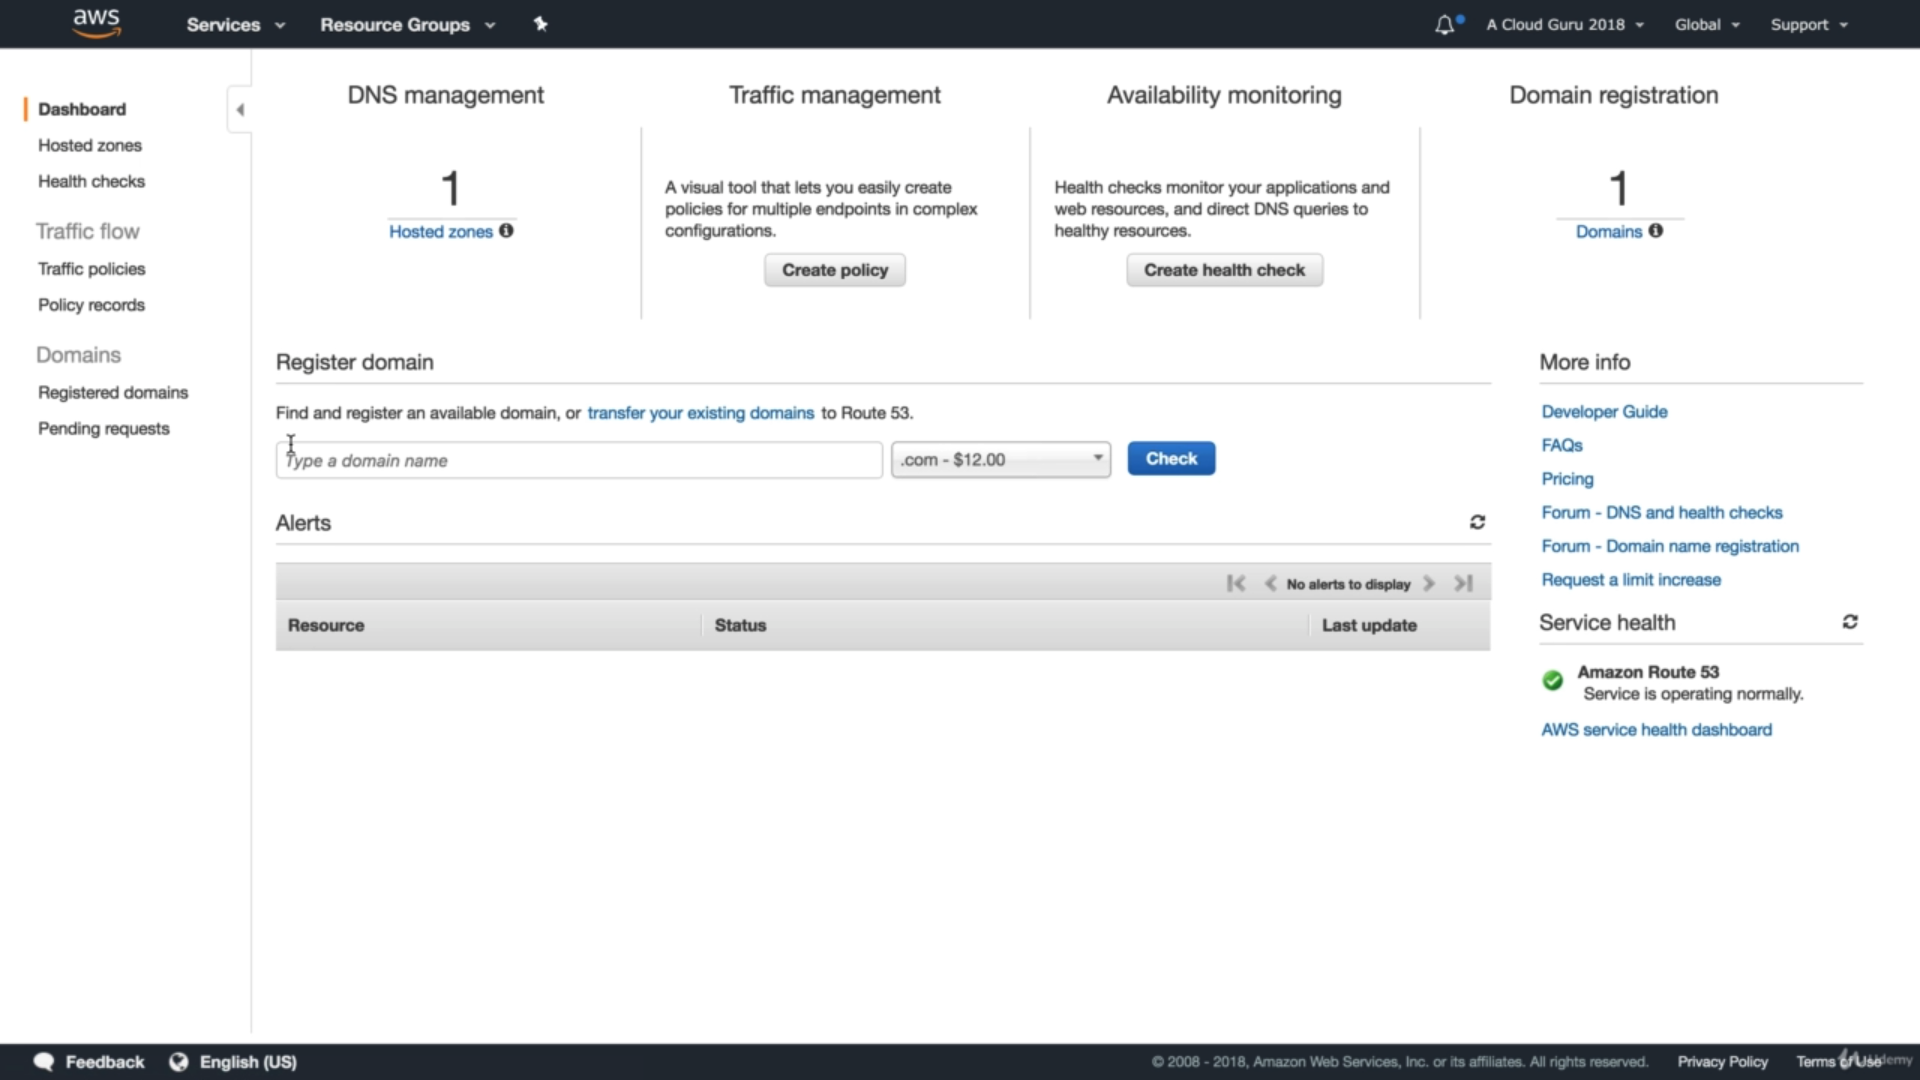 aws
Services
Resource Groups
A Cloud Guru 2018
Global
Support
Dashboard
Hosted zones
Health checks
Traffic flow
Traffic policies
Policy records
Domains
Registered domains
Pending requests
DNS management
1
Hosted zones
Traffic management
A visual tool that lets you easily create
policies for multiple endpoints in complex
configurations.
Create policy
Availability monitoring
Health checks monitor your applications and
web resources, and direct DNS queries to
healthy resources.
Create health check
Domain registration
1
Domains
Register domain
Find and register an available domain, or transfer your existing domains to Route 53.
Type a domain name
.com - $12.00
Check
Alerts
No alerts to display
Resource
Status
Last update
More info
Developer Guide
FAQs
Pricing
Forum - DNS and health checks
Forum - Domain name registration
Request a limit increase
Service health
Amazon Route 53
Service is operating normally.
AWS service health dashboard
Feedback
English (US)
© 2008 - 2018, Amazon Web Services, Inc. or its affiliates. All rights reserved.
Privacy Policy
Terms of Use